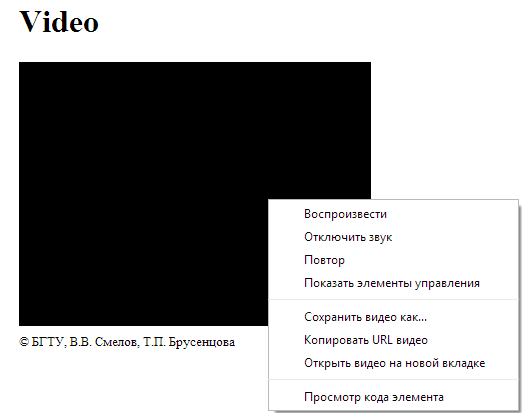 Video
Воспроизвести
Отключить звук
Повтор
Показать элементы управления
Сохранить видео как...
Копировать URL видео
Открыть видео на новой вкладке
Просмотр кода элемента
© БГТУ, В.В. Смелов, Т.П. Брусенцова